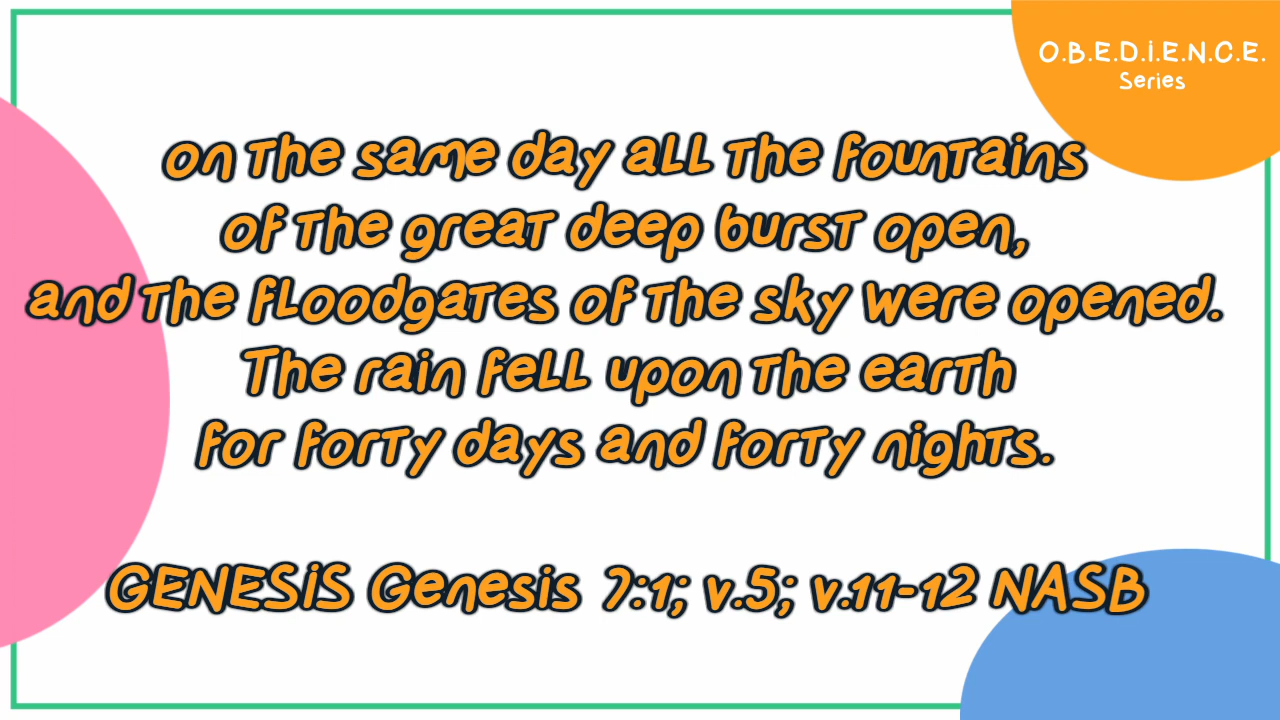 O.B.E.D.I.E.N.C.E.
Series
on the same day all the fountains
of the great deep burst open,
and the floodgates of the sky were opened.
The rain fell upon the earth
for forty days and forty nights.
GENESIS Genesis 7:1; v.5; v.11-12 NASB